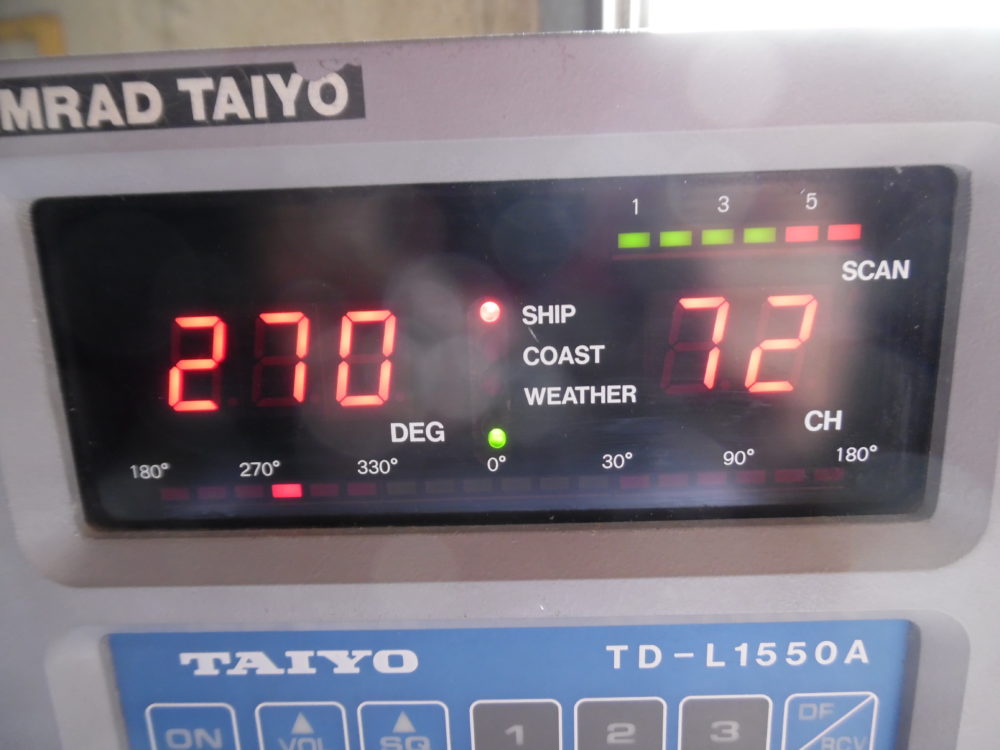 MRAD TAIYO
1 3 5
SCAN
270 SHIP 72
COAST
WEATHER
DEG CH
180° 270° 330° 0° 30° 90° 180°
TAIYO TD-L1550A
ON VOL SQ 1 2 3 DF RCV